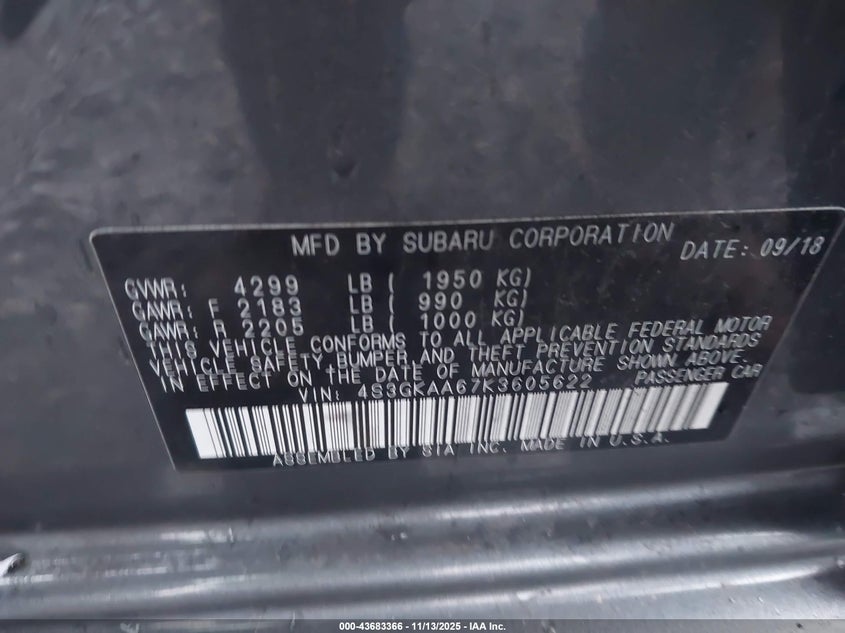 MFD BY SUBARU CORPORATION DATE: 09/18
GVWR: 4299 LB ( 1950 KG)
GAWR: F 2183 LB ( 990 KG)
GAWR: R 2205 LB ( 1000 KG)
THIS VEHICLE CONFORMS TO ALL APPLICABLE FEDERAL MOTOR
VEHICLE SAFETY, BUMPER, AND THEFT PREVENTION STANDARDS
IN EFFECT ON THE DATE OF MANUFACTURE SHOWN ABOVE.
VIN: 4S3GKAA67K3605622 PASSENGER CAR
ASSEMBLED BY SIA INC. MADE IN U.S.A.
000-43683366 - 11/13/2025 - IAA Inc.